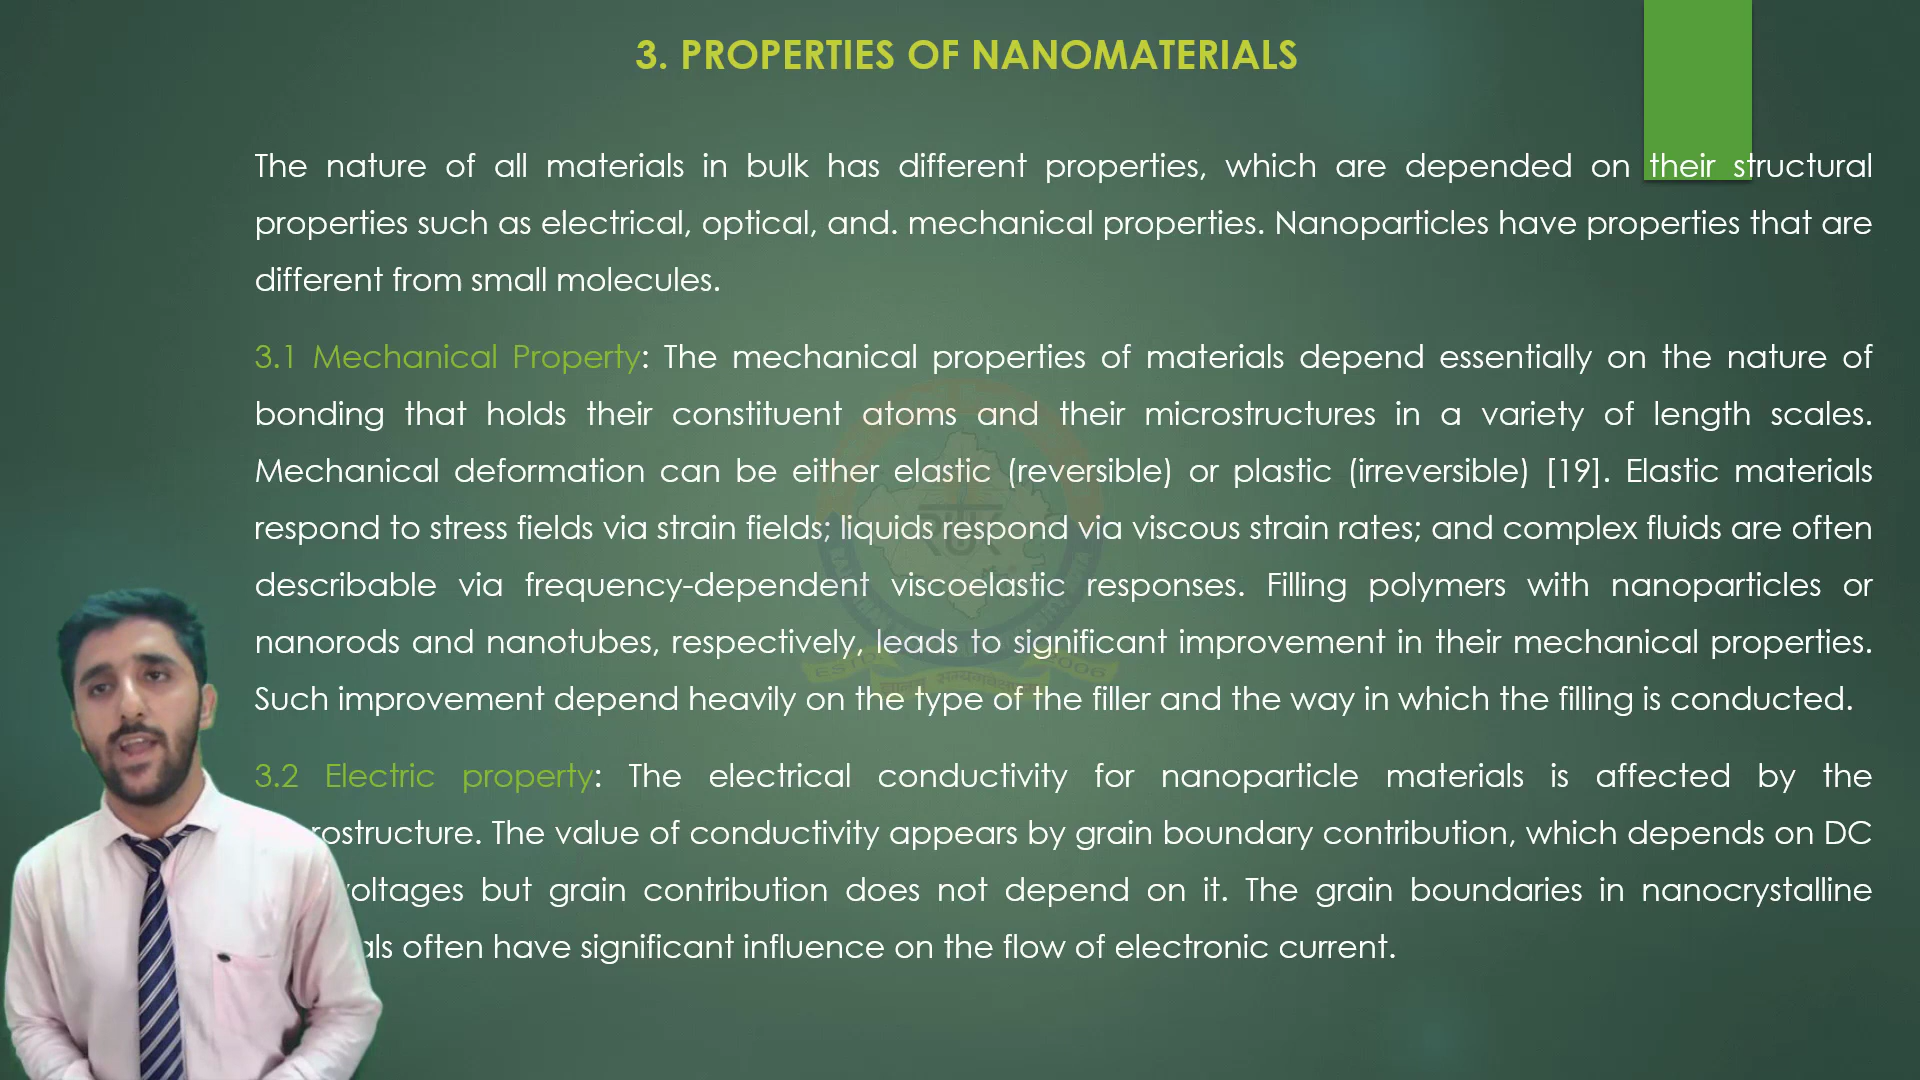 3. PROPERTIES OF NANOMATERIALS
The nature of all materials in bulk has different properties, which are depended on their structural
properties such as electrical, optical, and. mechanical properties. Nanoparticles have properties that are
different from small molecules.
3.1 Mechanical Property: The mechanical properties of materials depend essentially on the nature of
bonding that holds their constituent atoms and their microstructures in a variety of length scales.
Mechanical deformation can be either elastic (reversible) or plastic (irreversible) [19]. Elastic materials
respond to stress fields via strain fields; liquids respond via viscous strain rates; and complex fluids are often
describable via frequency-dependent viscoelastic responses. Filling polymers with nanoparticles or
nanorods and nanotubes, respectively, leads to significant improvement in their mechanical properties.
Such improvement depend heavily on the type of the filler and the way in which the filling is conducted.
3.2 Electric property: The electrical conductivity for nanoparticle materials is affected by the
rostructure. The value of conductivity appears by grain boundary contribution, which depends on DC
voltages but grain contribution does not depend on it. The grain boundaries in nanocrystalline
als often have significant influence on the flow of electronic current.
ESTD. 2006